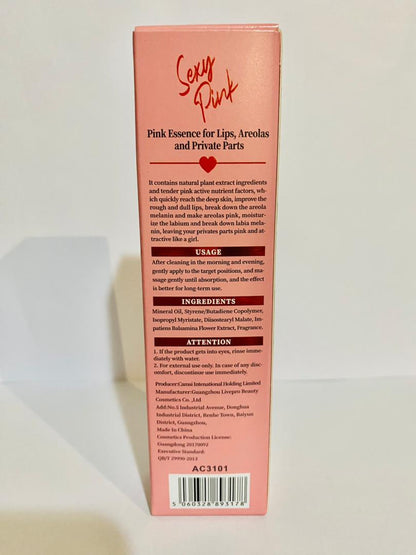 Sexy
Pink
Pink Essence for Lips, Areolas
and Private Parts
It contains natural plant extract ingredients
and tender pink active nutrient factors, wh-
ich quickly reach the deep skin, improve the
rough and dull lips, break down the areola
melanin and make areolas pink, moistur-
ize the labium and break down labia mela-
nin, leaving your privates parts pink and at-
tractive like a girl.
USAGE
After cleaning in the morning and evening,
gently apply to the target positions, and ma-
ssage gently until absorption, and the effect
is better for long-term use.
INGREDIENTS
Mineral Oil, Styrene/Butadiene Copolymer,
Isopropyl Myristate, Diisostearyl Malate, Im-
patiens Balsamina Flower Extract, Fragrance.
ATTENTION
1. If the product gets into eyes, rinse imme-
diately with water.
2. For external use only. In case of any disc-
omfort, discontinue use immediately.
Producer:Cansi Intenational Holding Limited
Manufacturer:Guangzhou Livepro Beauty
Cosmetics Co. ,Ltd
Add:No.5 Industrial Avenue, Donghua
Industrial District, Renhe Town, Baiyun
District, Guangzhou,
Made In China
Cosmetics Production License:
Guangdong 20170092
Executive Standard:
QB/T 29990-2013
AC3101
5 060328 893178